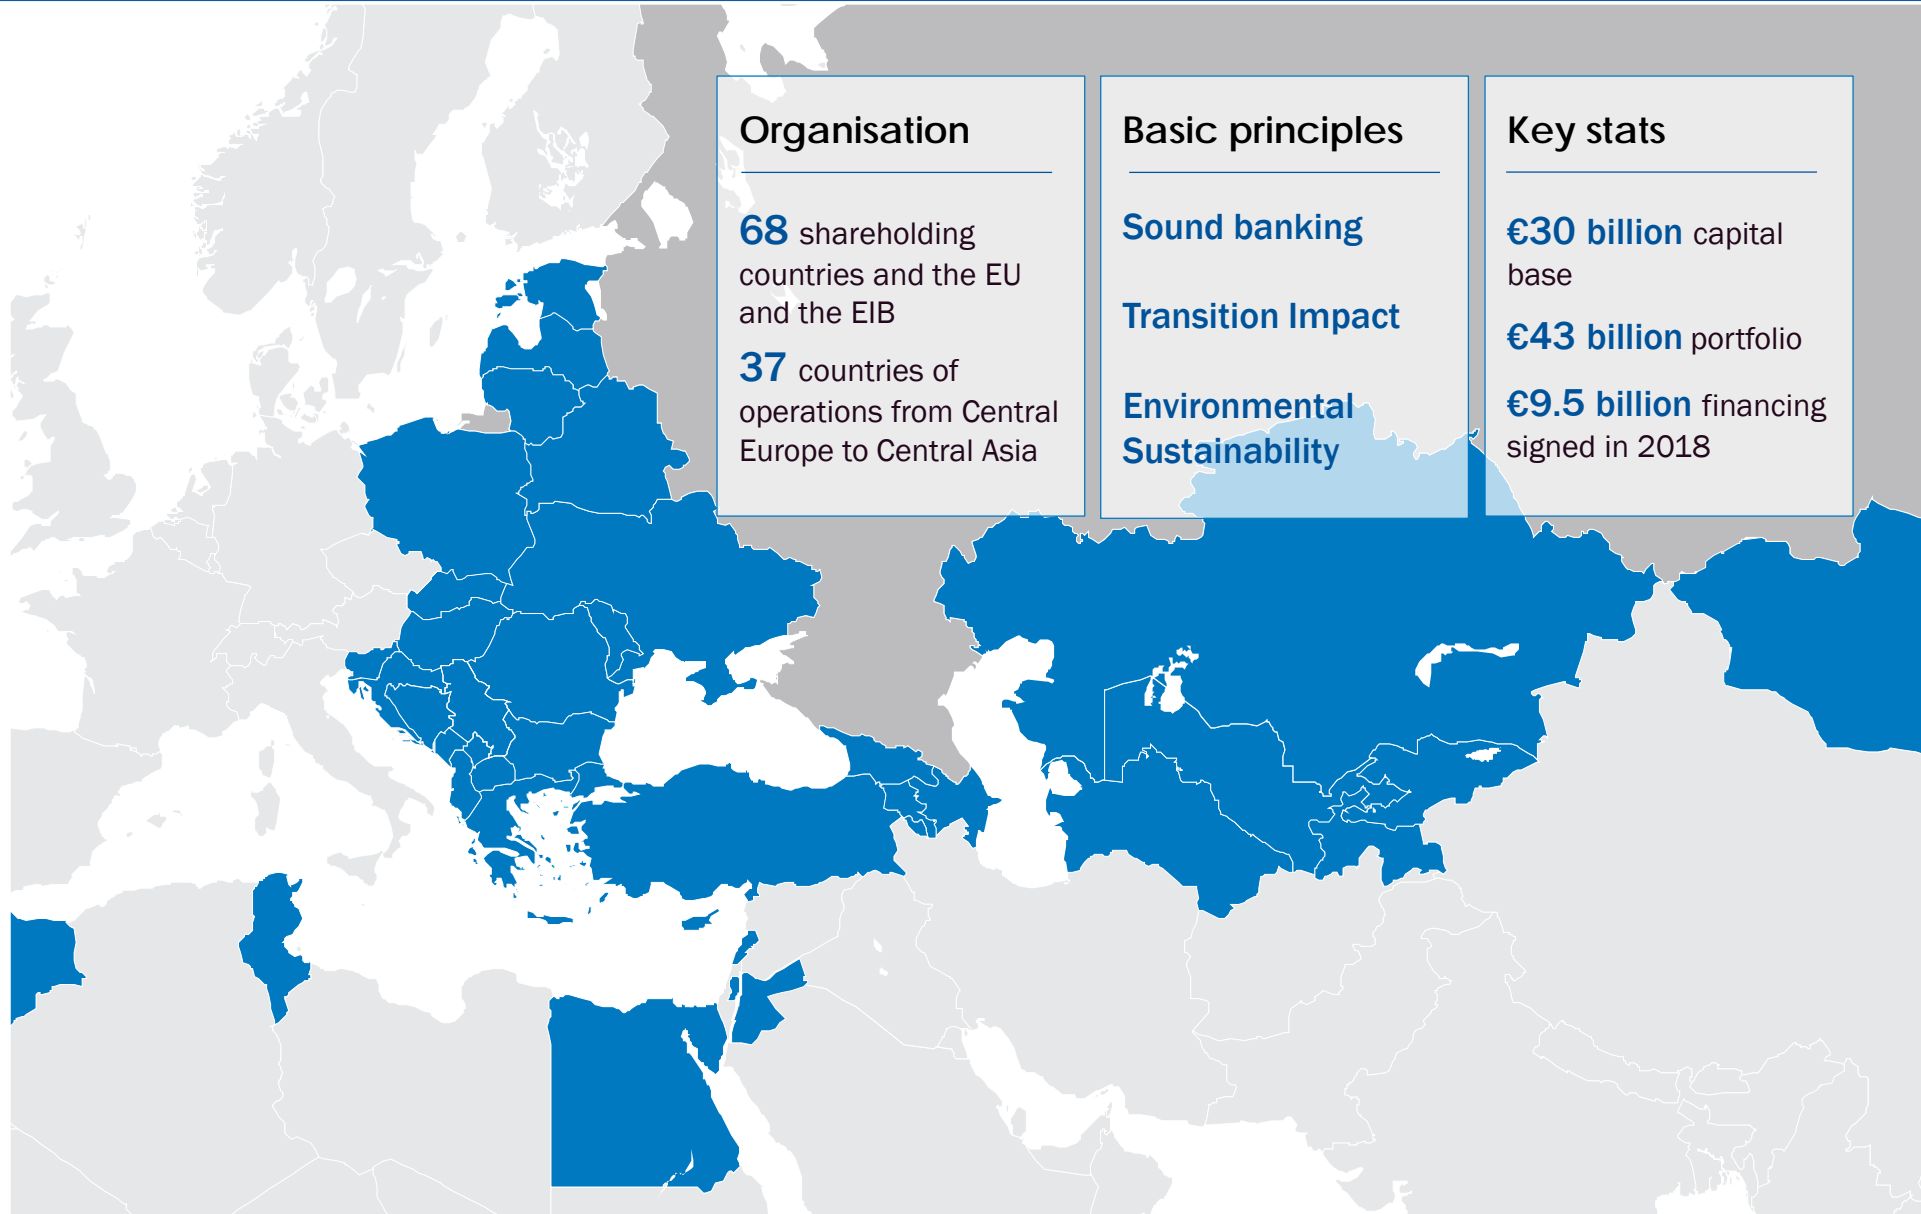 Organisation
68 shareholding
countries and the EU
and the EIB
37 countries of
operations from Central
Europe to Central Asia
Basic principles
Sound banking
Transition Impact
Environmental
Sustainability
Key stats
€30 billion capital
base
€43 billion portfolio
€9.5 billion financing
signed in 2018